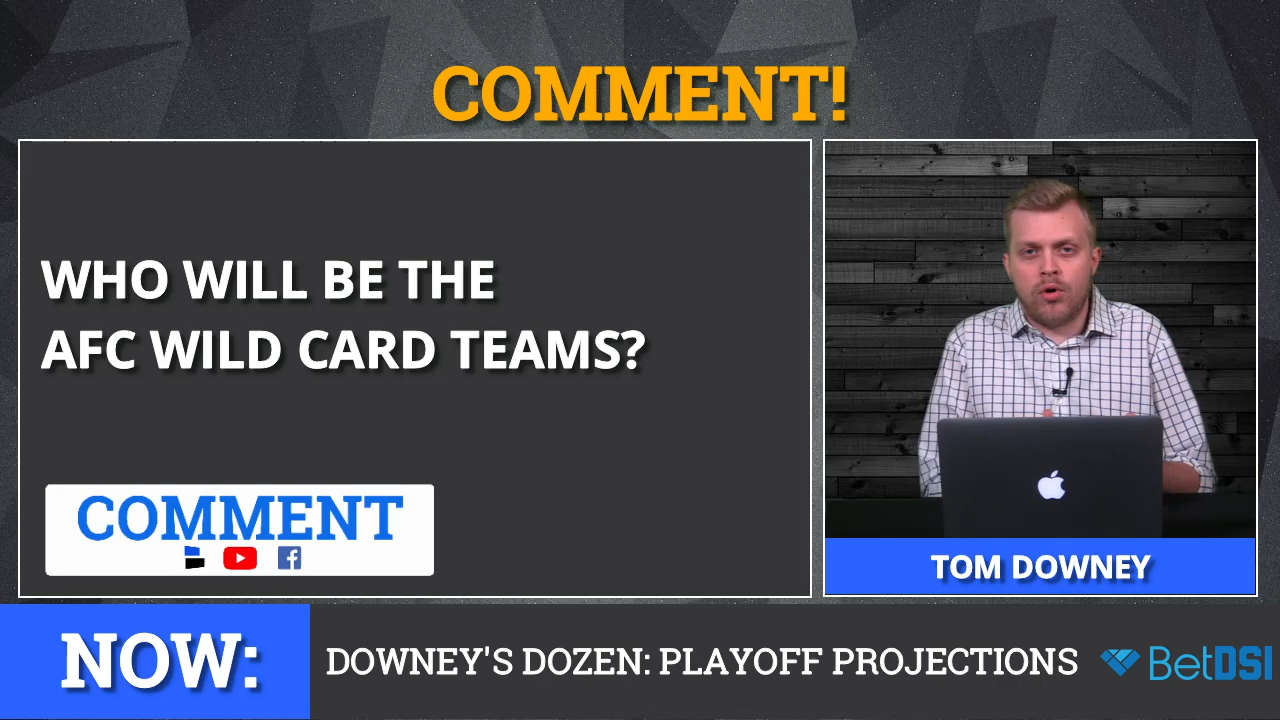 COMMENT!
WHO WILL BE THE
AFC WILD CARD TEAMS?
COMMENT
TOM DOWNEY
NOW:
DOWNEY'S DOZEN: PLAYOFF PROJECTIONS
BetDSI